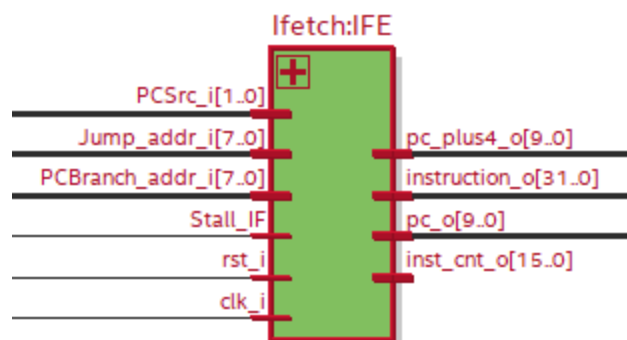 Ifetch:IFE
PCSrc_i[1..0]
Jump_addr_i[7..0]
PCBranch_addr_i[7..0]
Stall_IF
rst_i
clk_i
pc_plus4_o[9..0]
instruction_o[31..0]
pc_o[9..0]
inst_cnt_o[15..0]